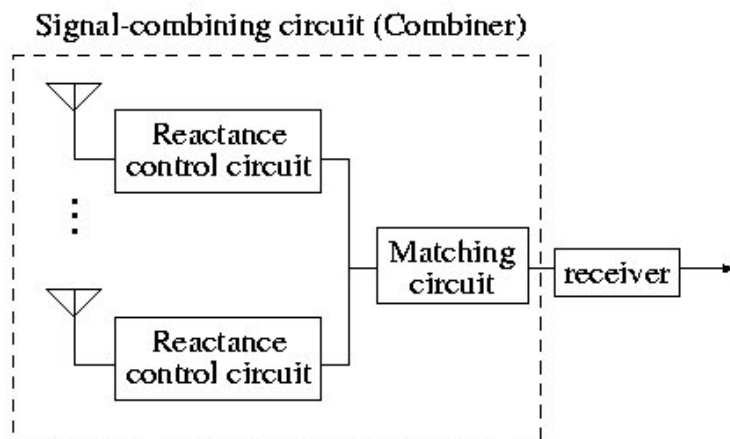 Signal-combining circuit (Combiner)
Reactance
control circuit
Matching
circuit
receiver
Reactance
control circuit